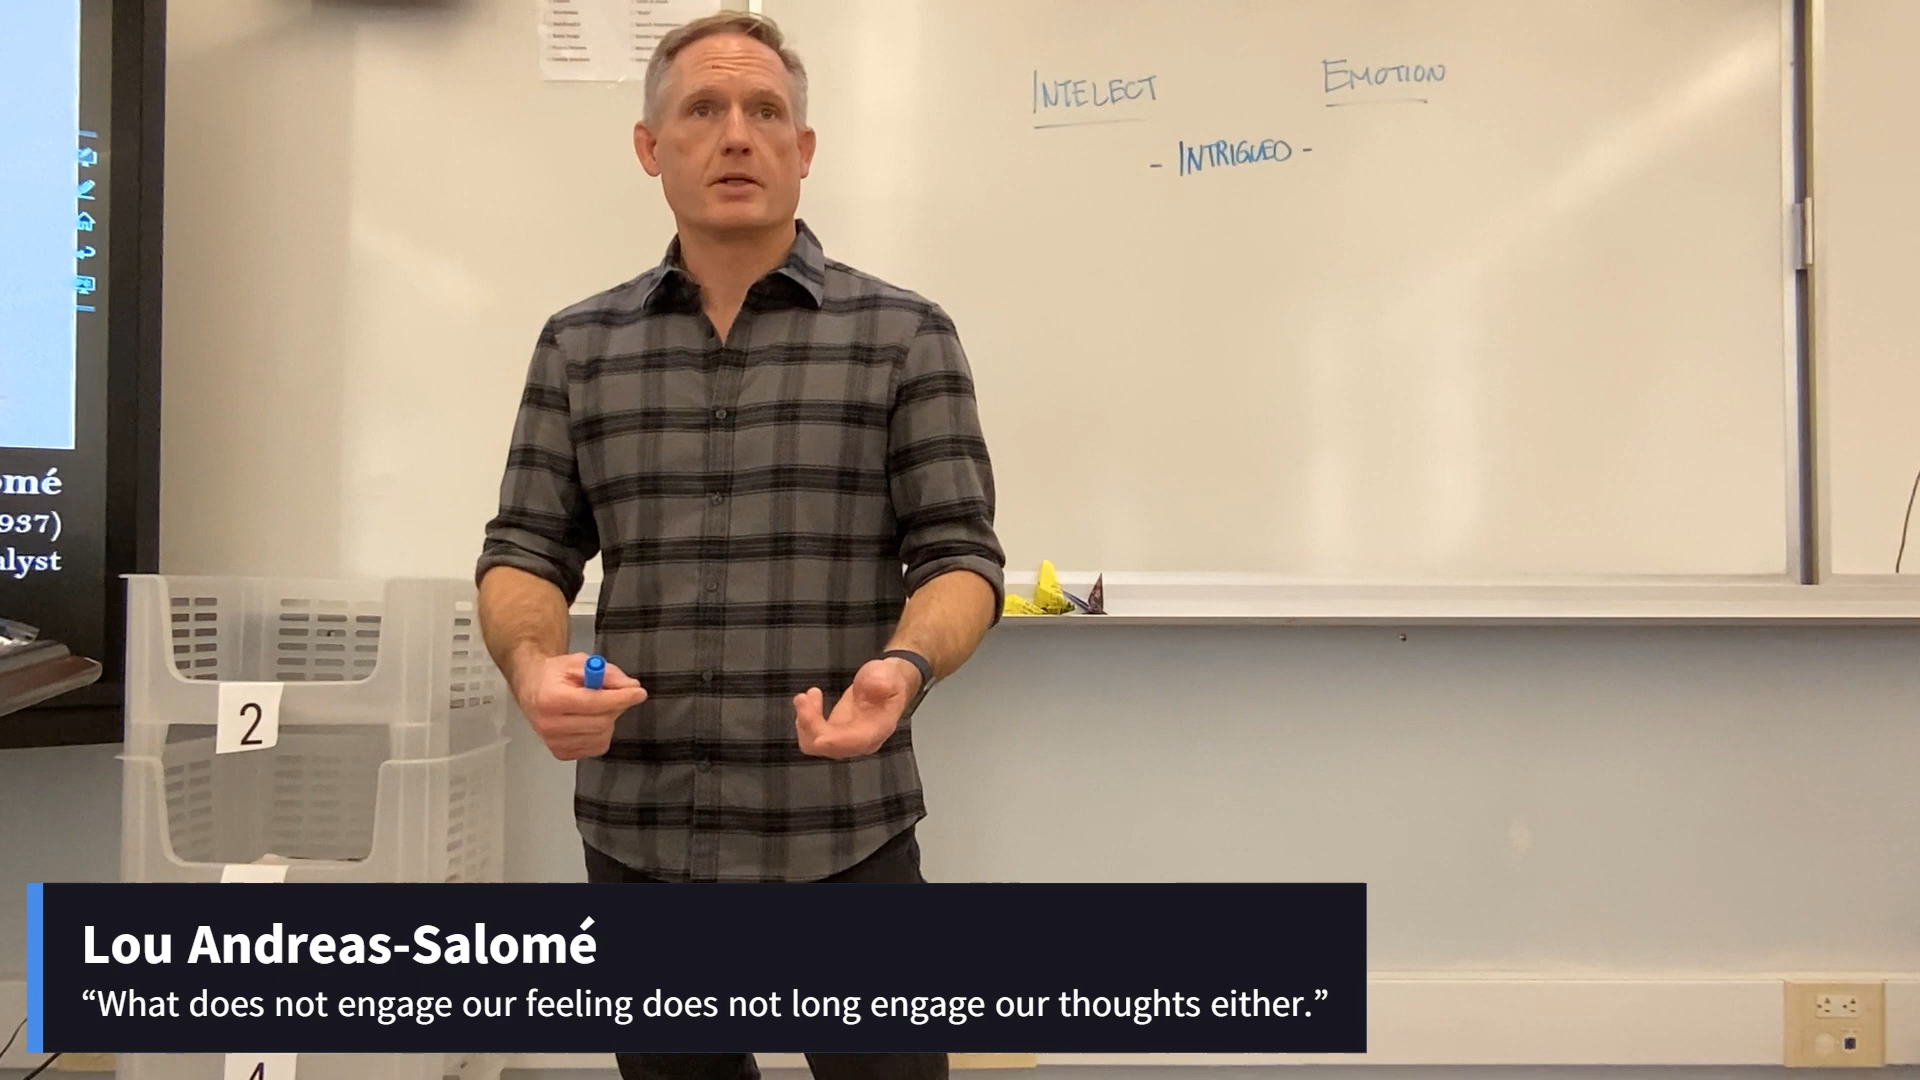 INTELECT
EMOTION
- INTRIGUED -
omé
937)
alyst
2
4
Lou Andreas-Salomé
“What does not engage our feeling does not long engage our thoughts either.”